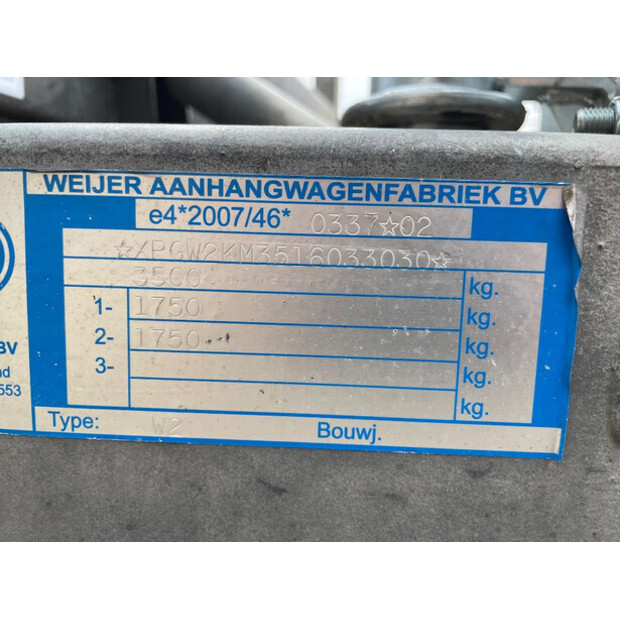 WEIJER AANHANGWAGENFABRIEK BV
e4*2007/46* 0337☆02
☆XPGW2KM3516033030☆
3500 kg.
1- 1750 kg.
2- 1750 kg.
3- kg.
kg.
Type: W2 Bouwj.
BV
nd
553